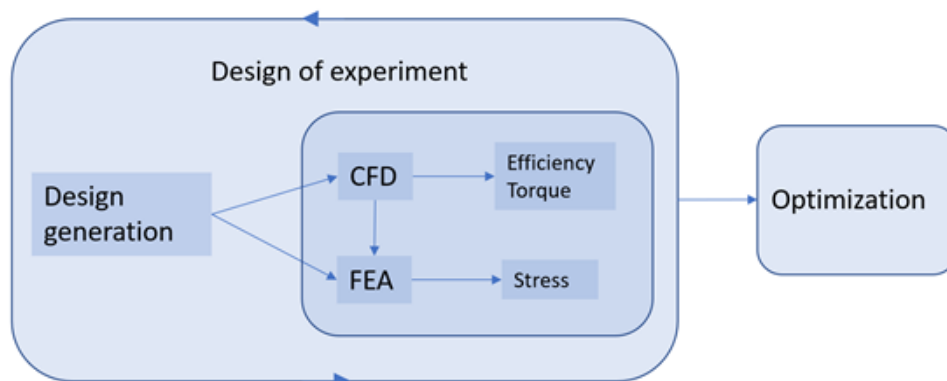 Design of experiment
Design
generation
CFD
Efficiency
Torque
FEA
Stress
Optimization